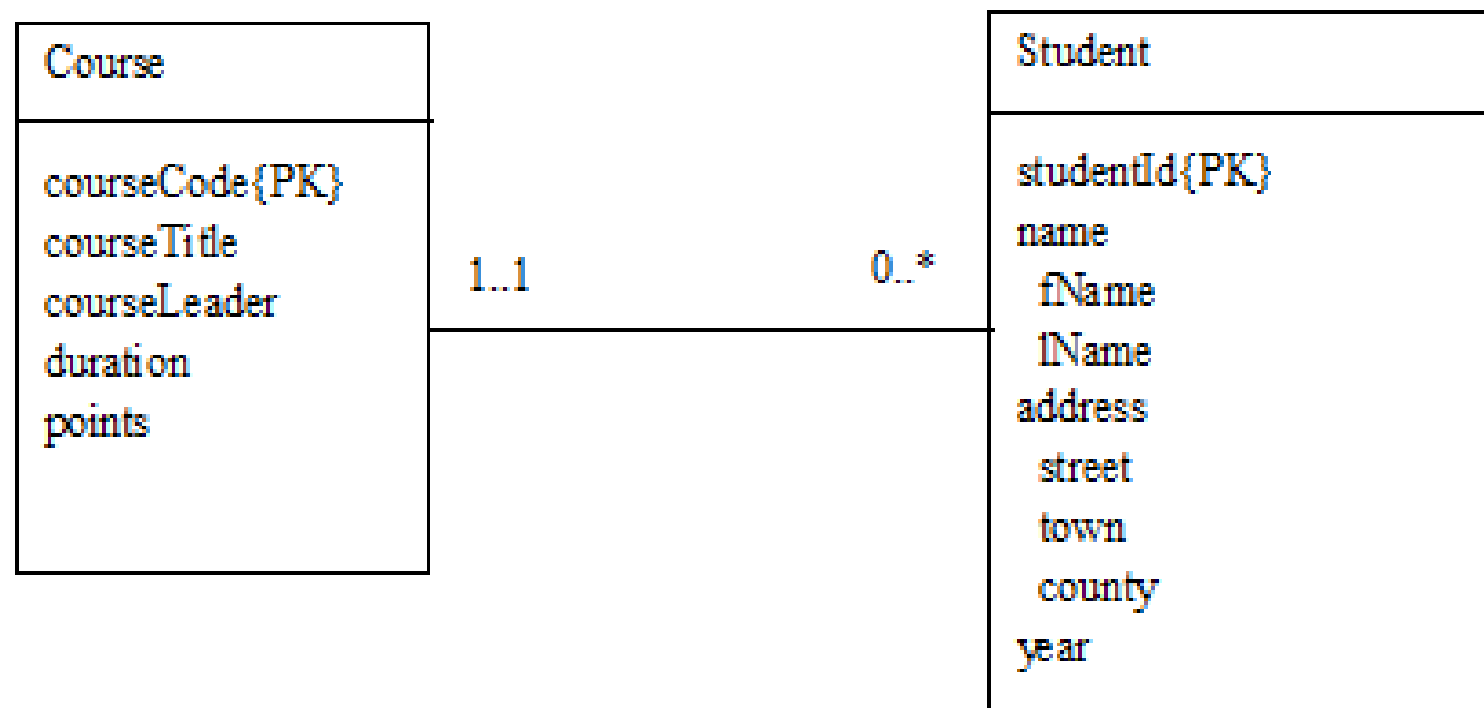 Course
courseCode{PK}
courseTitle
courseLeader
duration
points
1..1
0..*
Student
studentId{PK}
name
fName
lName
address
street
town
county
year